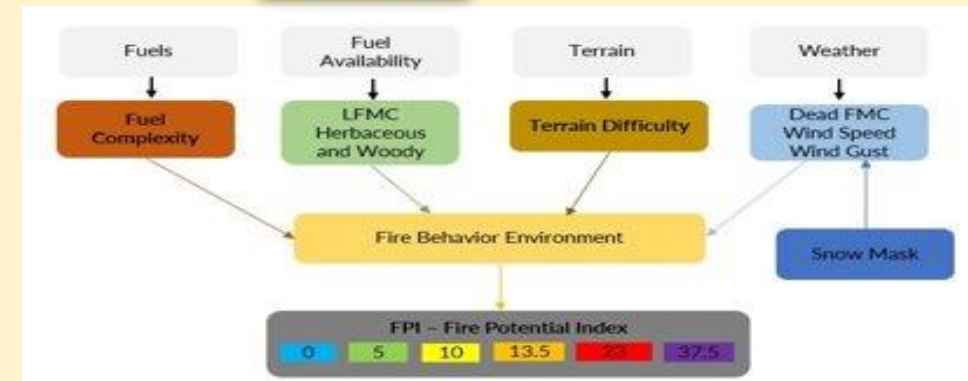 Fuels
Fuel
Availability
Terrain
Weather
Fuel
Complexity
LFMC
Herbaceous
and Woody
Terrain Difficulty
Dead FMC
Wind Speed
Wind Gust
Fire Behavior Environment
Snow Mask
FPI – Fire Potential Index
0 5 10 13.5 23 37.5